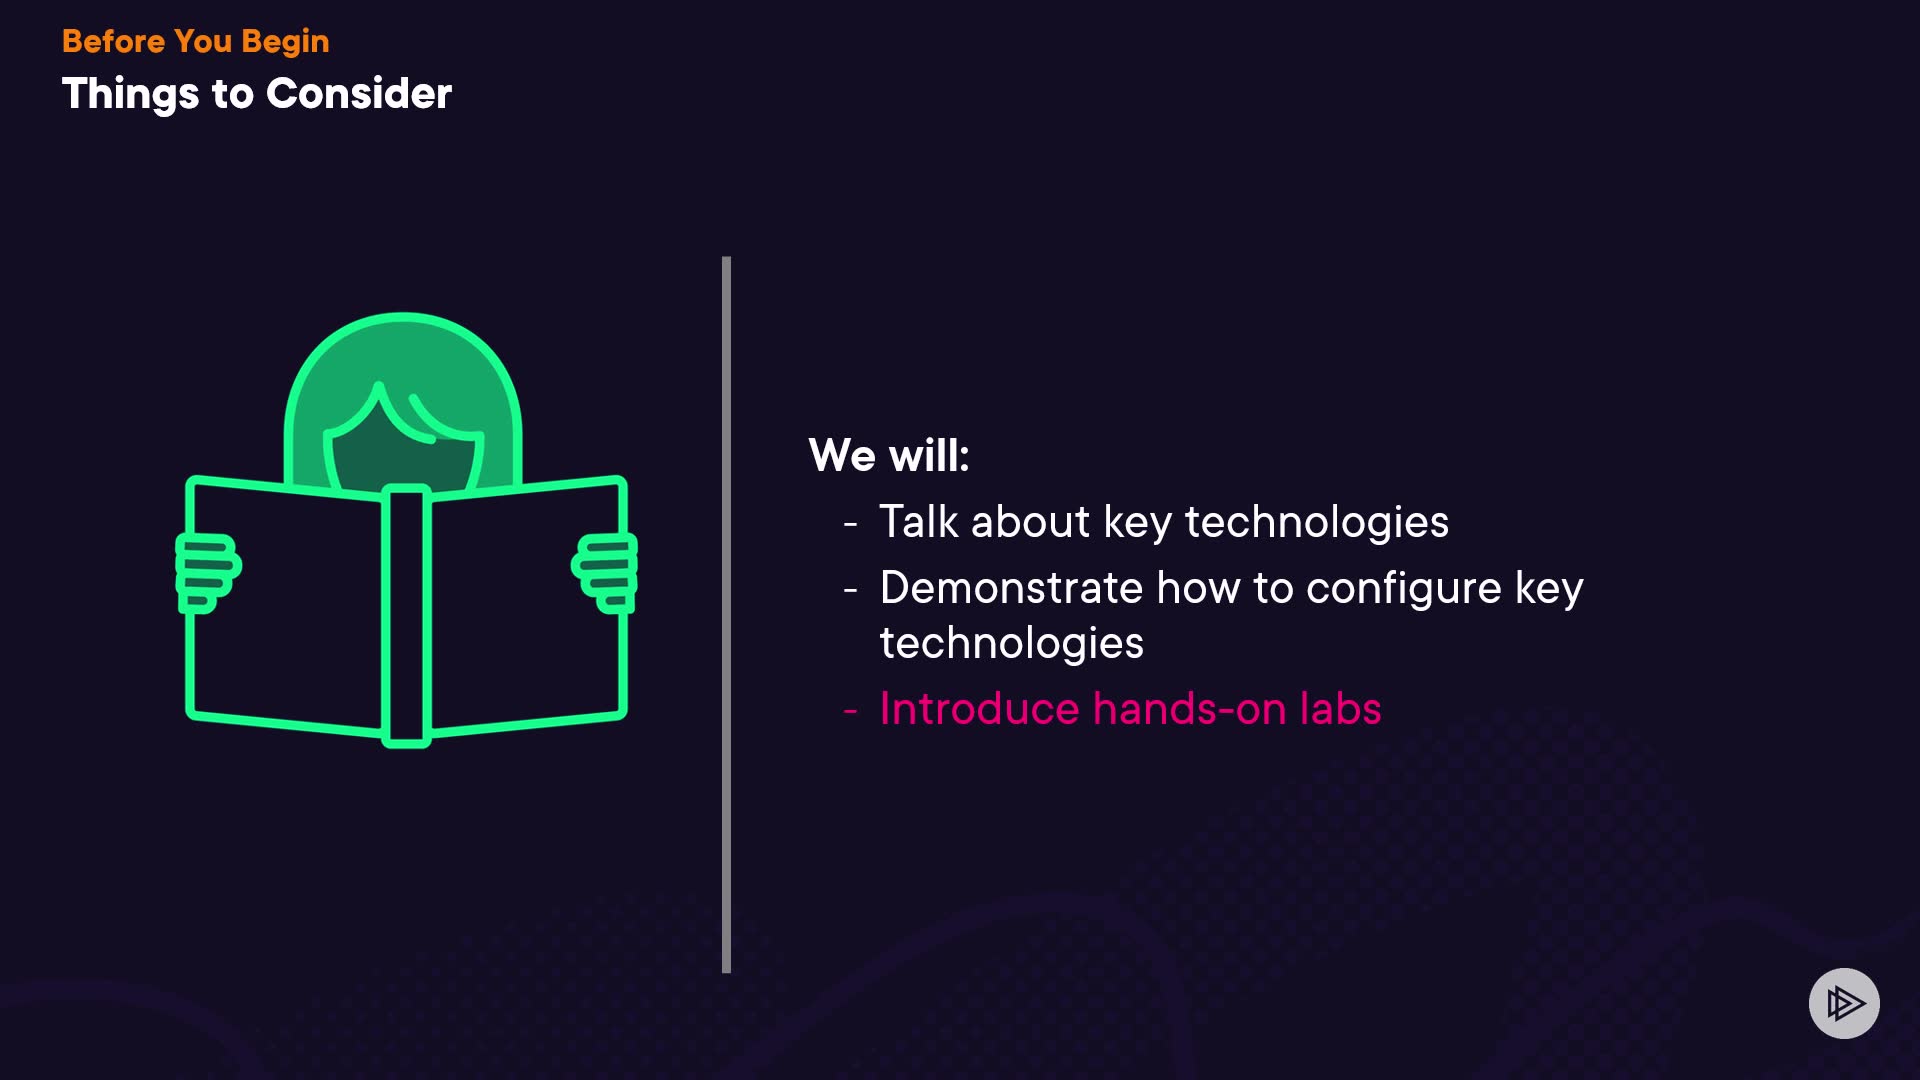 Before You Begin
Things to Consider
We will:
- Talk about key technologies
- Demonstrate how to configure key
technologies
- Introduce hands-on labs